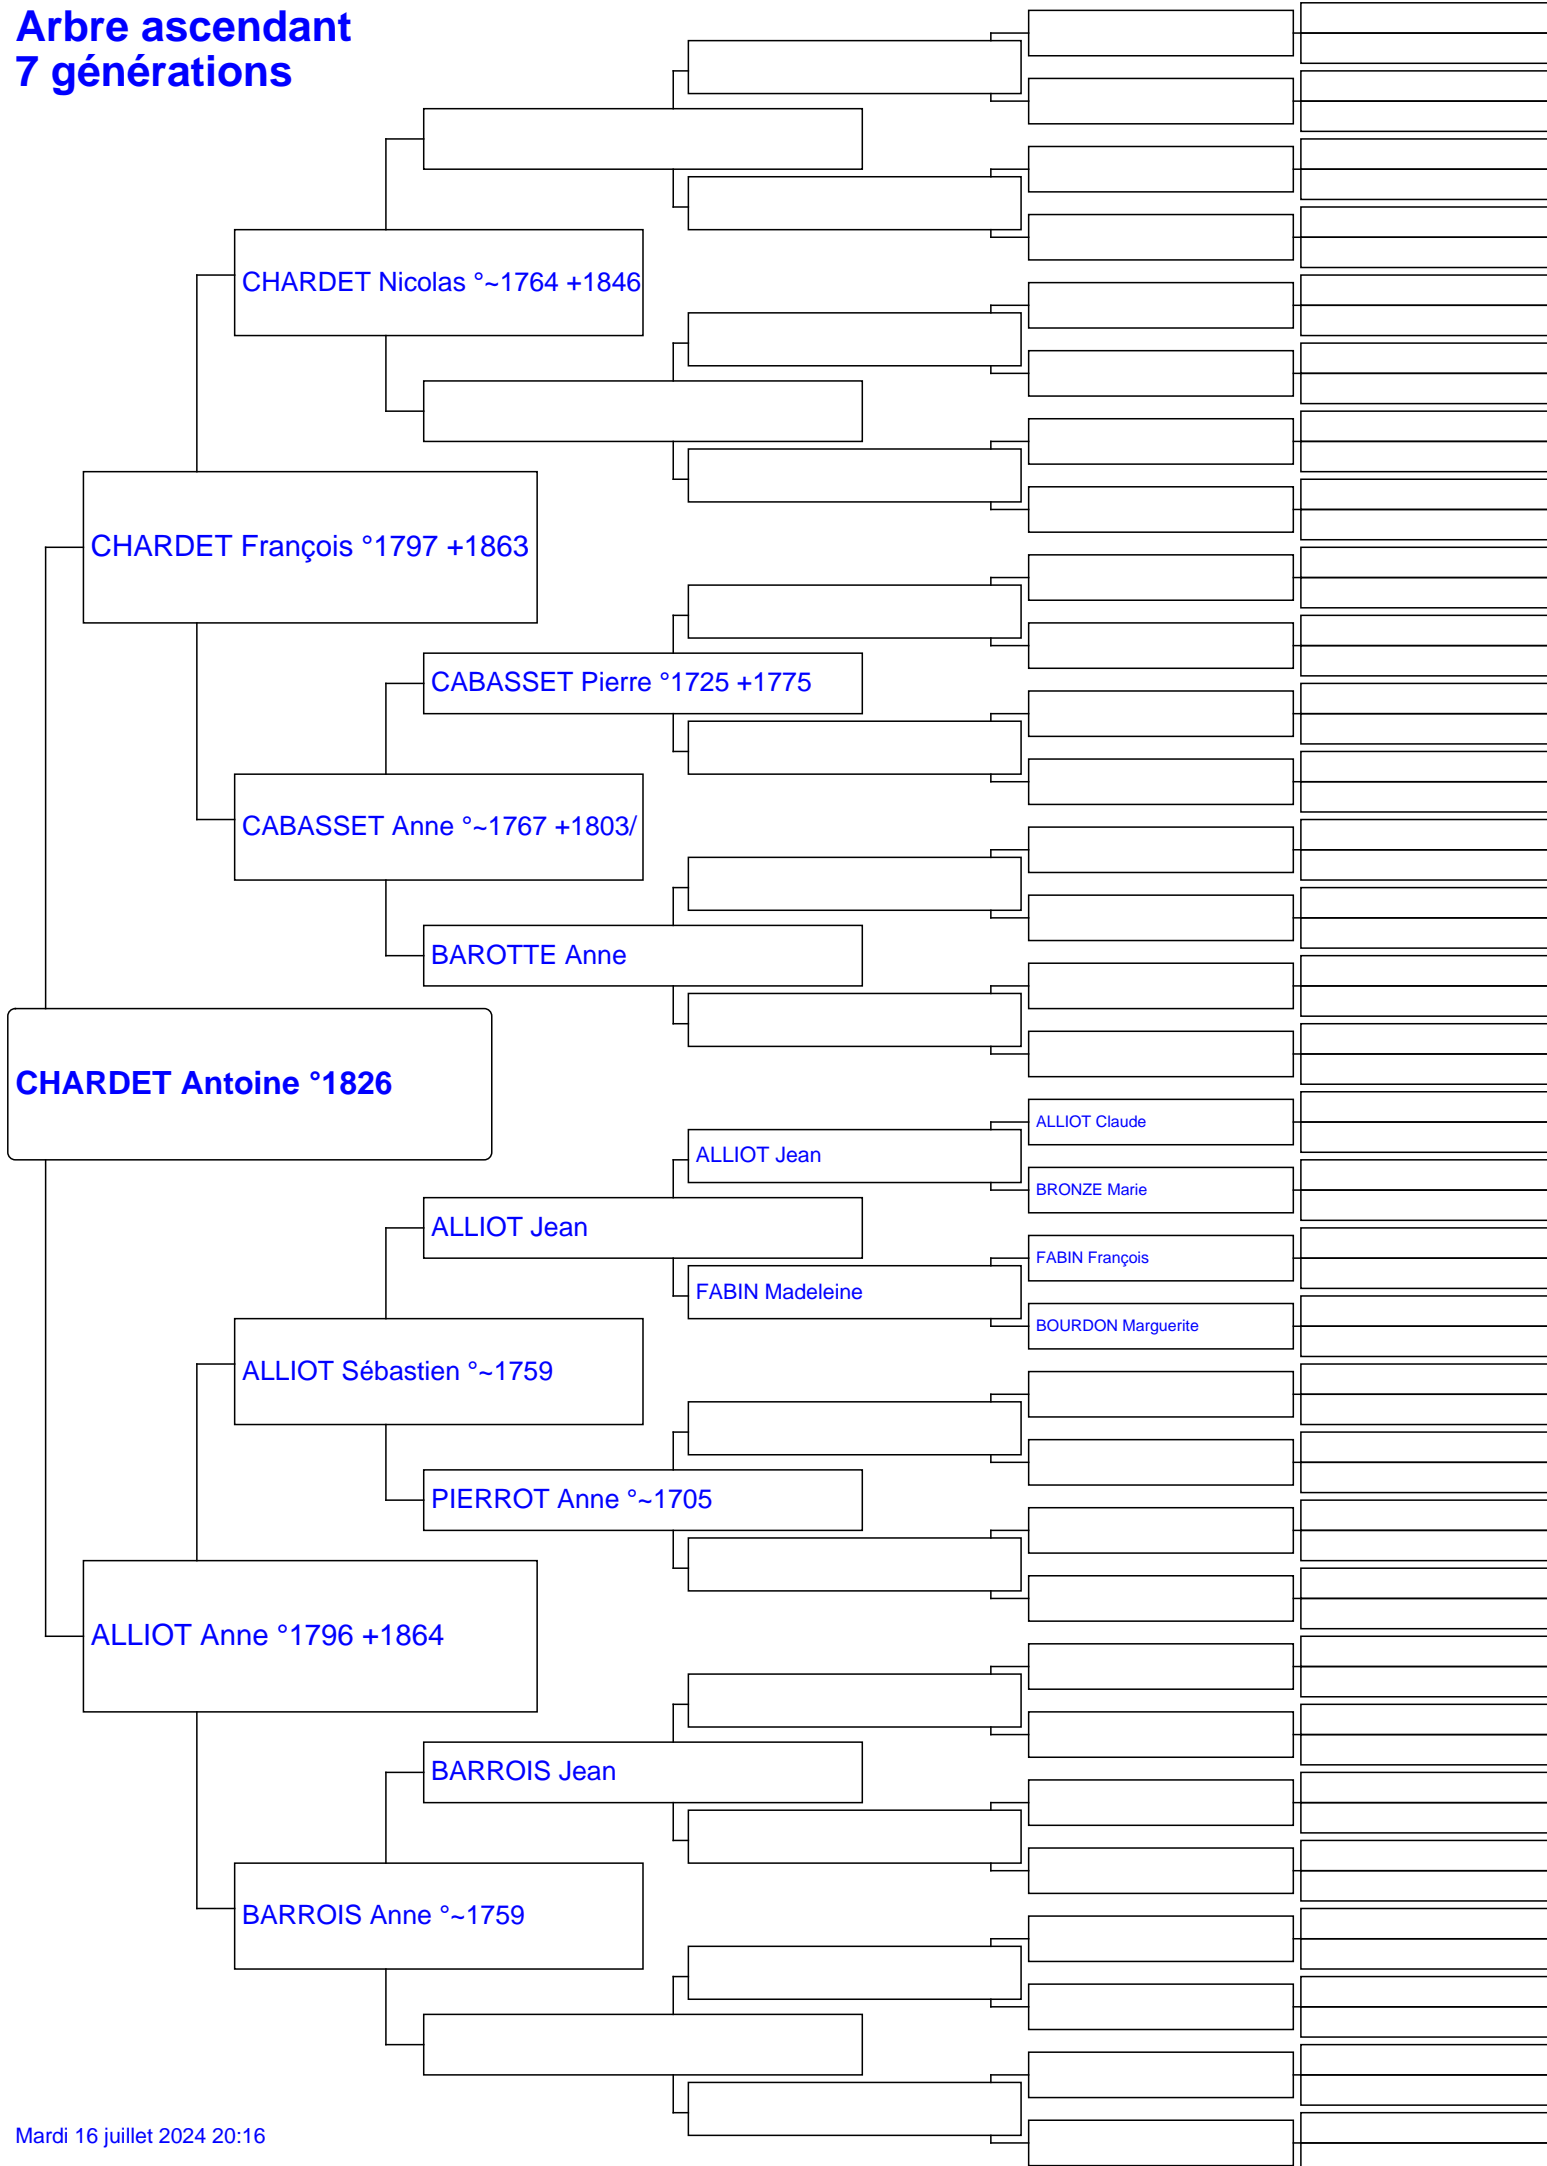 Arbre ascendant
7 générations
CHARDET Nicolas °~1764 +1846
CHARDET François °1797 +1863
CABASSET Pierre °1725 +1775
CABASSET Anne °~1767 +1803/
BAROTTE Anne
CHARDET Antoine °1826
ALLIOT Claude
ALLIOT Jean
BRONZE Marie
ALLIOT Jean
FABIN François
FABIN Madeleine
BOURDON Marguerite
ALLIOT Sébastien °~1759
PIERROT Anne °~1705
ALLIOT Anne °1796 +1864
BARROIS Jean
BARROIS Anne °~1759
Mardi 16 juillet 2024 20:16